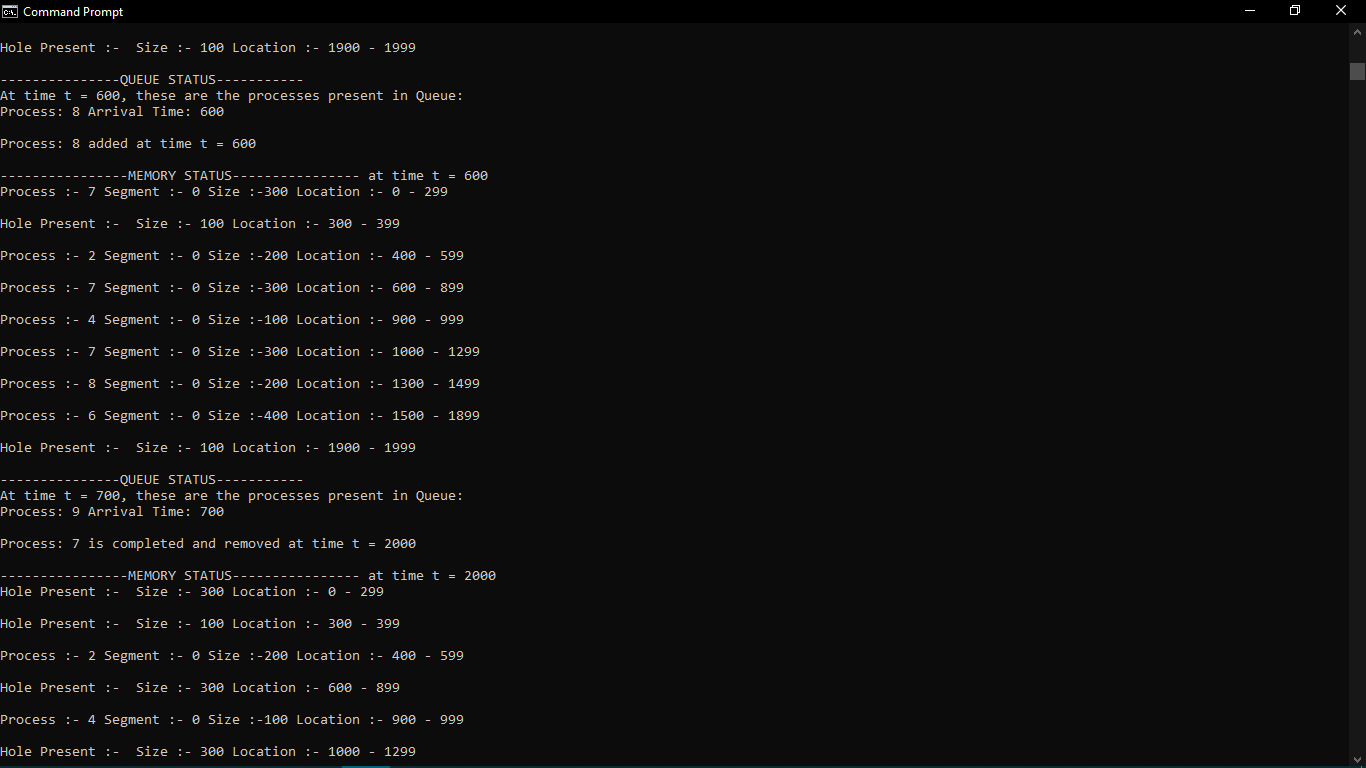 Command Prompt
Hole Present :-  Size :- 100 Location :- 1900 - 1999
---------------QUEUE STATUS-----------
At time t = 600, these are the processes present in Queue:
Process: 8 Arrival Time: 600
Process: 8 added at time t = 600
----------------MEMORY STATUS---------------- at time t = 600
Process :- 7 Segment :- 0 Size :-300 Location :- 0 - 299
Hole Present :-  Size :- 100 Location :- 300 - 399
Process :- 2 Segment :- 0 Size :-200 Location :- 400 - 599
Process :- 7 Segment :- 0 Size :-300 Location :- 600 - 899
Process :- 4 Segment :- 0 Size :-100 Location :- 900 - 999
Process :- 7 Segment :- 0 Size :-300 Location :- 1000 - 1299
Process :- 8 Segment :- 0 Size :-200 Location :- 1300 - 1499
Process :- 6 Segment :- 0 Size :-400 Location :- 1500 - 1899
Hole Present :-  Size :- 100 Location :- 1900 - 1999
---------------QUEUE STATUS-----------
At time t = 700, these are the processes present in Queue:
Process: 9 Arrival Time: 700
Process: 7 is completed and removed at time t = 2000
----------------MEMORY STATUS---------------- at time t = 2000
Hole Present :-  Size :- 300 Location :- 0 - 299
Hole Present :-  Size :- 100 Location :- 300 - 399
Process :- 2 Segment :- 0 Size :-200 Location :- 400 - 599
Hole Present :-  Size :- 300 Location :- 600 - 899
Process :- 4 Segment :- 0 Size :-100 Location :- 900 - 999
Hole Present :-  Size :- 300 Location :- 1000 - 1299